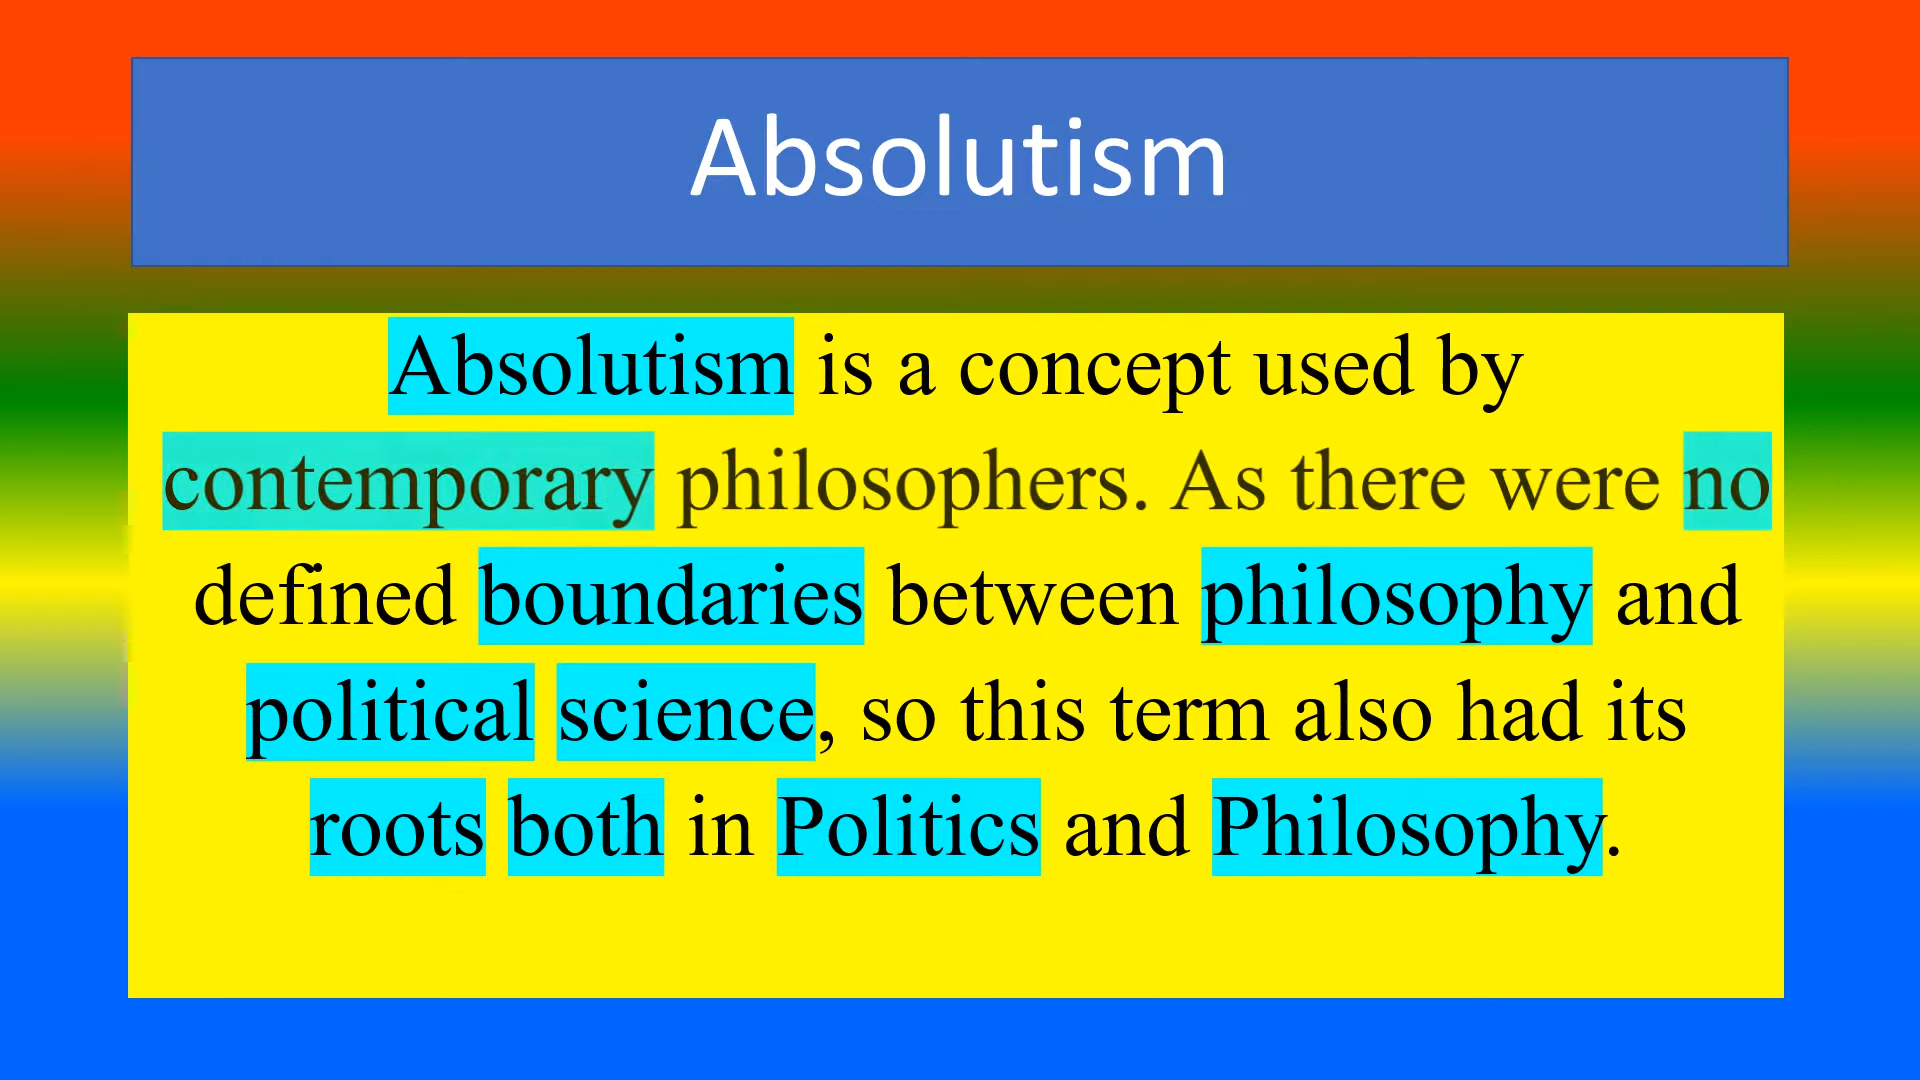 Absolutism
Absolutism is a concept used by
contemporary philosophers. As there were no
defined boundaries between philosophy and
political science, so this term also had its
roots both in Politics and Philosophy.